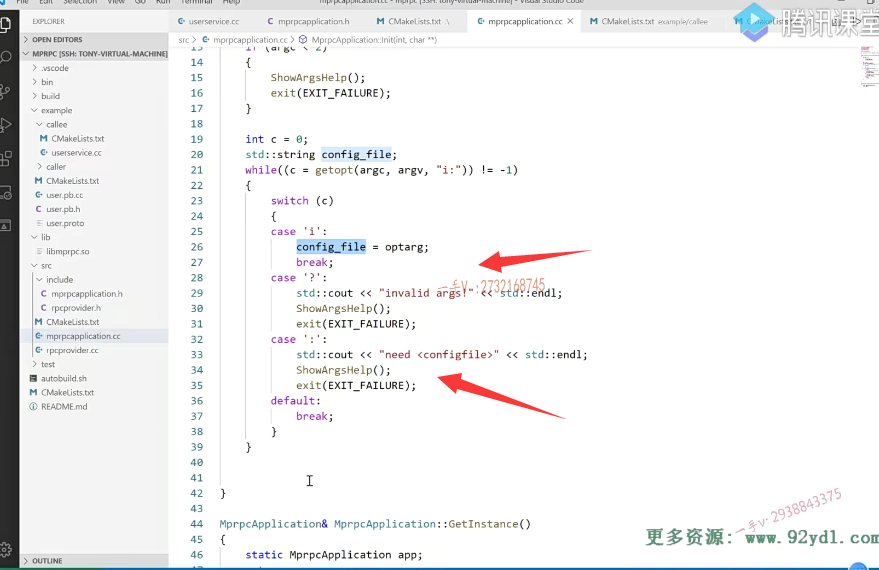 File Edit Selection View Go Run Terminal Help mprpcapplication.cc - mprpc [SSH: tony-virtual-machine] - Visual Studio Code
EXPLORER
userservice.cc mprpcapplication.h CMakeLists.txt .\ mprpcapplication.cc CMakeLists.txt example/callee CMakeLists.txt
腾讯课堂
OPEN EDITORS
src > mprpcapplication.cc > MprpcApplication::Init(int, char **)
MPRPC [SSH: TONY-VIRTUAL-MACHINE]
.vscode
bin
build
example
callee
CMakeLists.txt
userservice.cc
caller
CMakeLists.txt
user.pb.cc
user.pb.h
user.proto
lib
libmprpc.so
src
include
mprpcapplication.h
rpcprovider.h
CMakeLists.txt
mprpcapplication.cc
rpcprovider.cc
test
autobuild.sh
CMakeLists.txt
README.md
OUTLINE
13 if (argc < 2)
14 {
15 ShowArgsHelp();
16 exit(EXIT_FAILURE);
17 }
18
19 int c = 0;
20 std::string config_file;
21 while((c = getopt(argc, argv, "i:")) != -1)
22 {
23 switch (c)
24 {
25 case 'i':
26 config_file = optarg;
27 break;
28 case '?':
29 std::cout << "invalid args!" << std::endl;
30 ShowArgsHelp();
31 exit(EXIT_FAILURE);
32 case ':':
33 std::cout << "need <configfile>" << std::endl;
34 ShowArgsHelp();
35 exit(EXIT_FAILURE);
36 default:
37 break;
38 }
39 }
40
41
42 }
43
44 MprpcApplication& MprpcApplication::GetInstance()
45 {
46 static MprpcApplication app;
一手V:2732168745
一手v: 2938843375
更多资源: www.92ydl.com